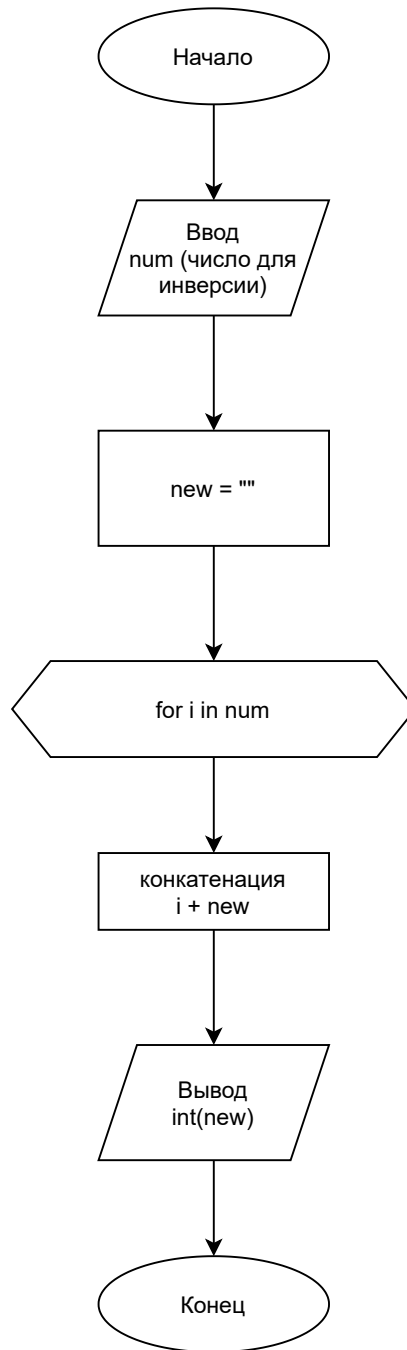 Начало
Ввод
num (число для
инверсии)
new = ""
for i in num
конкатенация
i + new
Вывод
int(new)
Конец